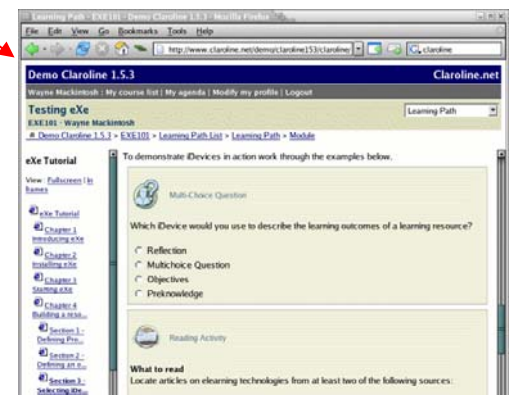 Learning Path - EXE101 - Demo Claroline 1.5.3 - Mozilla Firefox
File Edit View Go Bookmarks Tools Help
http://www.claroline.net/demo/claroline153/claroline/
claroline
Demo Claroline 1.5.3 Claroline.net
Wayne Mackintosh : My course list | My agenda | Modify my profile | Logout
Testing eXe Learning Path
EXE101 - Wayne Mackintosh
Demo Claroline 1.5.3 > EXE101 > Learning Path List > Learning Path > Module
eXe Tutorial
View : Fullscreen | In
frames
eXe Tutorial
Chapter 1
Introducing eXe
Chapter 2
Installing eXe
Chapter 3
Starting eXe
Chapter 4
Building a reso...
Section 1 -
Defining Pre...
Section 2 -
Defining an o...
Section 3 -
Selecting iDe...
To demonstrate iDevices in action work through the examples below.
Multi-Choice Question
Which iDevice would you use to describe the learning outcomes of a learning resource?
Reflection
Multichoice Question
Objectives
Preknowledge
Reading Activity
What to read
Locate articles on elearning technologies from at least two of the following sources: